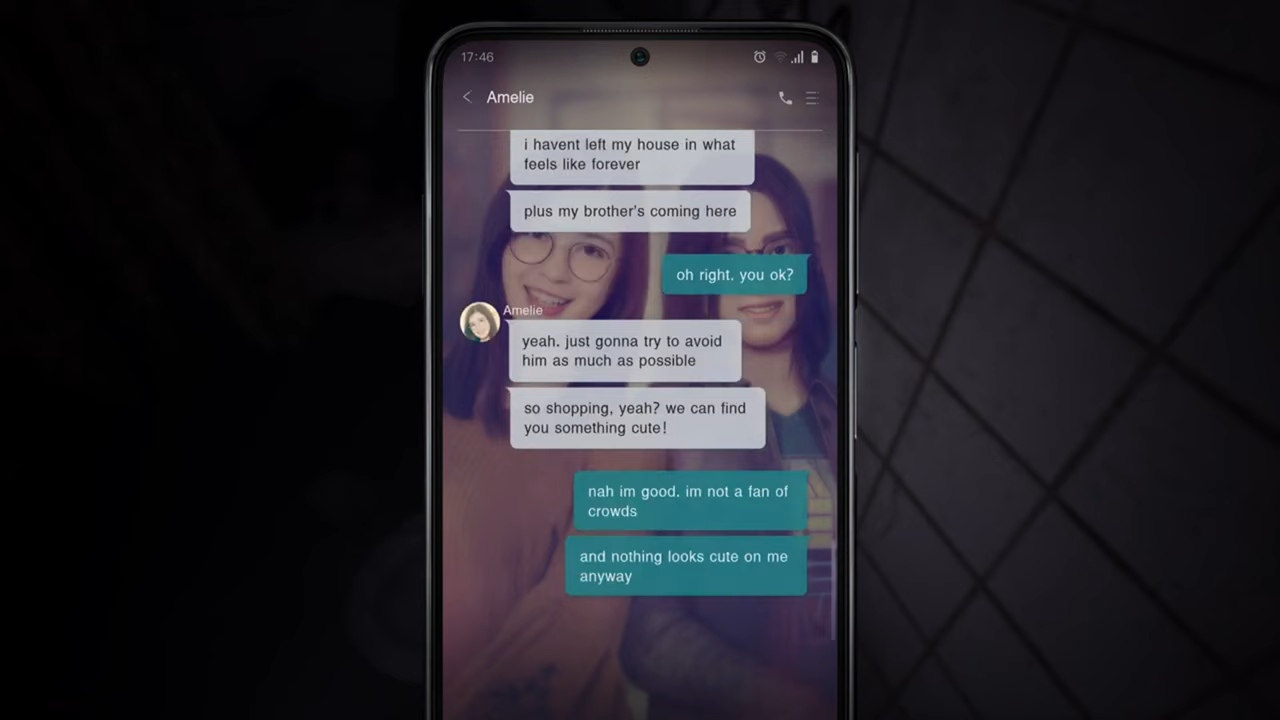 17:46
Amelie
i havent left my house in what
feels like forever
plus my brother's coming here
oh right. you ok?
Amelie
yeah. just gonna try to avoid
him as much as possible
so shopping, yeah? we can find
you something cute!
nah im good. im not a fan of
crowds
and nothing looks cute on me
anyway